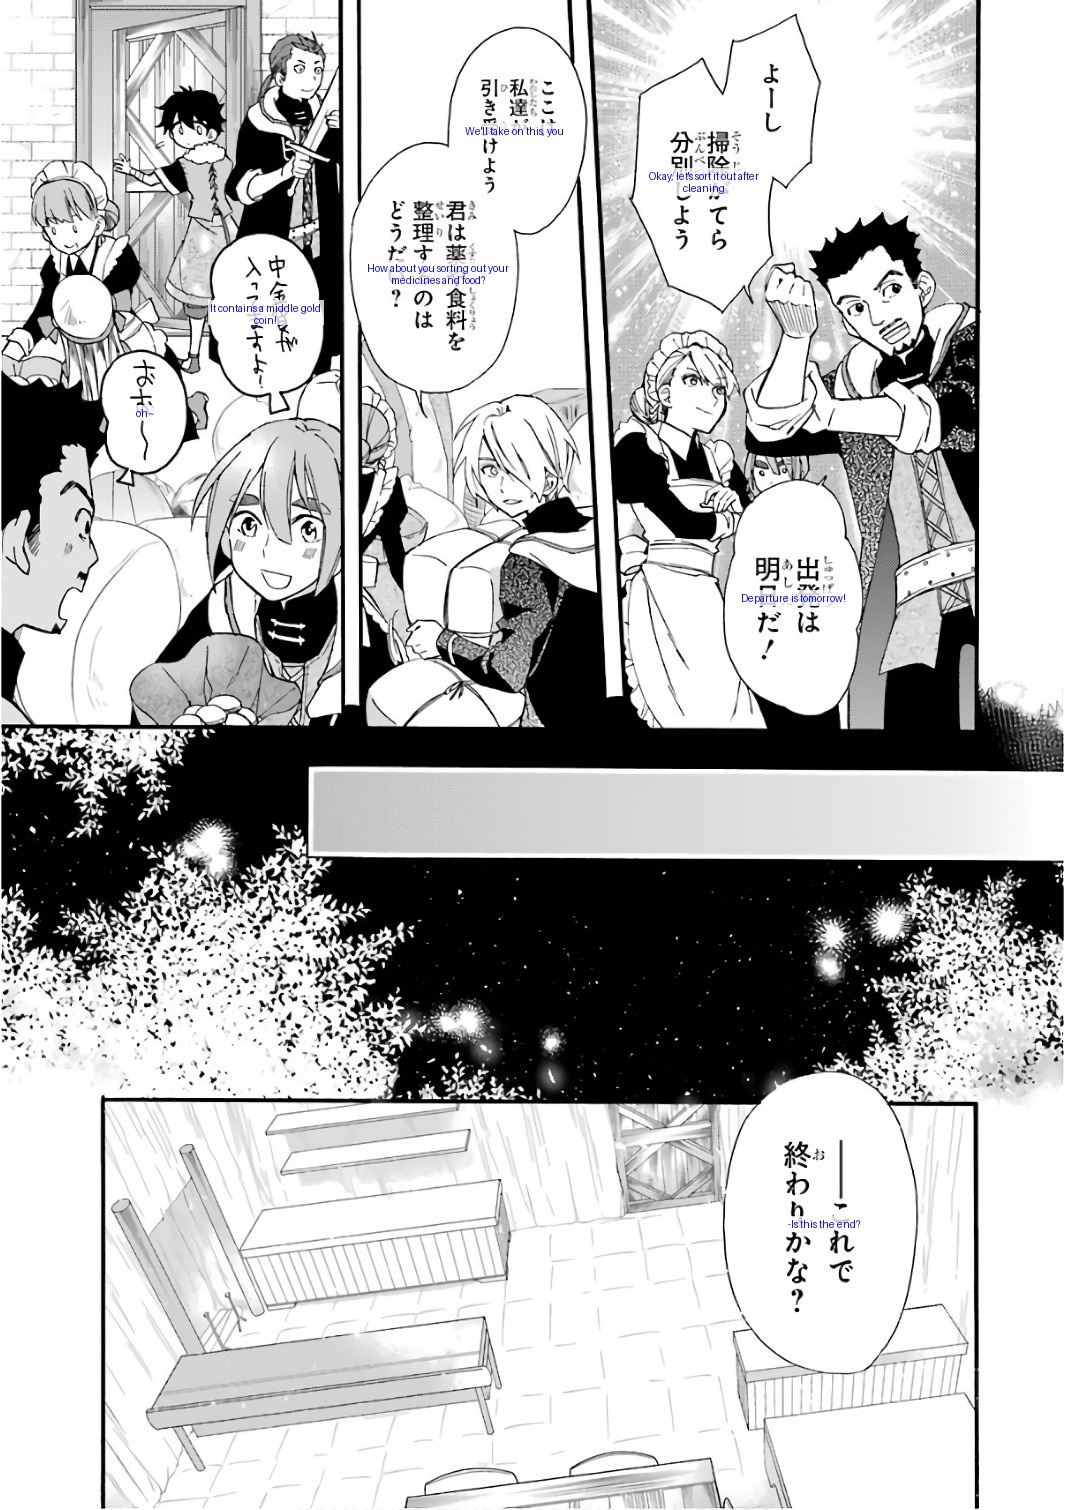 よーし
掃除がてら
分別しよう
Okay, let's sort it out after
cleaning
出発は
明日だ！
Departure is tomorrow!
ここは
私達が
引き受けよう
We'll take on this, you
君は薬と食料を
整理するのは
どうだ？
How about you sorting out your
medicines and food?
中金貨が
入ってますよ！
It contains a middle gold
coin!
おお〜
oh~
──これで
終わりかな？
-Is this the end?